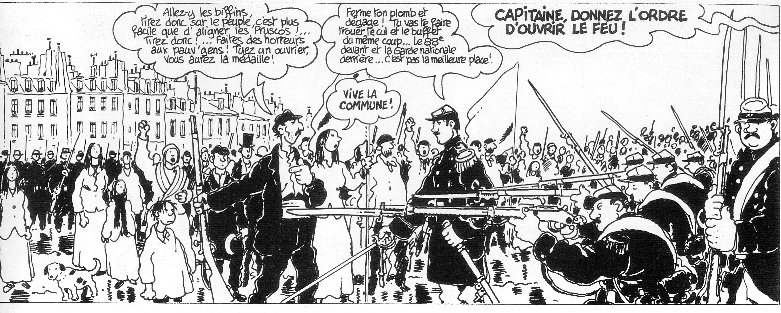 Allez-y les biffins,
tirez donc sur le peuple c'est plus
facile que d'aligner les Pruscos !...
Tirez donc !... Faites des horreurs
aux pauv' gens ! Tuez un ouvrier,
vous aurez la médaille !
Ferme ton plomb et
dégage ! Tu vas te faire
trouer le cul et le buffet
du même coup... Le 88e
devant et la Garde nationale
derrière... C'est pas la meilleure place !
VIVE LA
COMMUNE !
CAPITAINE, DONNEZ L'ORDRE
D'OUVRIR LE FEU !